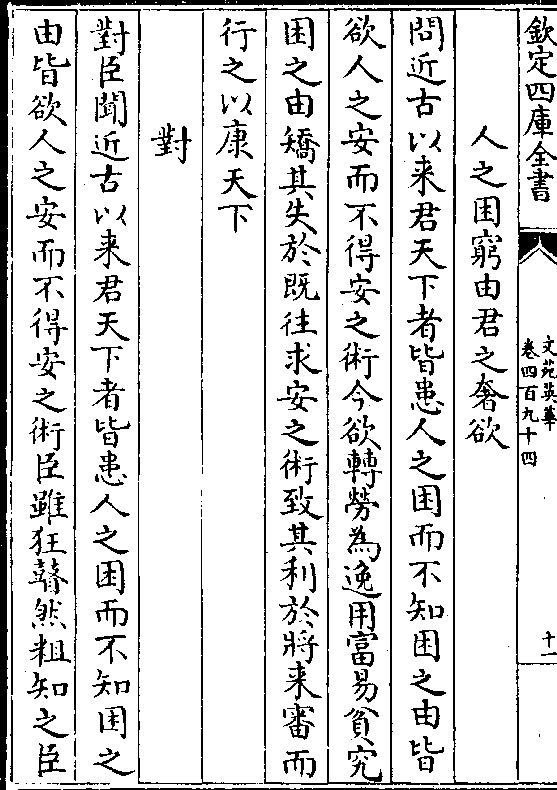 欽定四庫全書
文苑英華
卷四百九十四
十一
人之困窮由君之奢欲
問近古以来君天下者皆患人之困而不知困之由皆
欲人之安而不得安之術今欲轉勞為逸用富易貧究
困之由矯其失於既往求安之術致其利於將来審而
行之以康天下
對
對臣聞近古以来君天下者皆患人之困而不知困之
由皆欲人之安而不得安之術臣雖狂瞽然粗知之臣